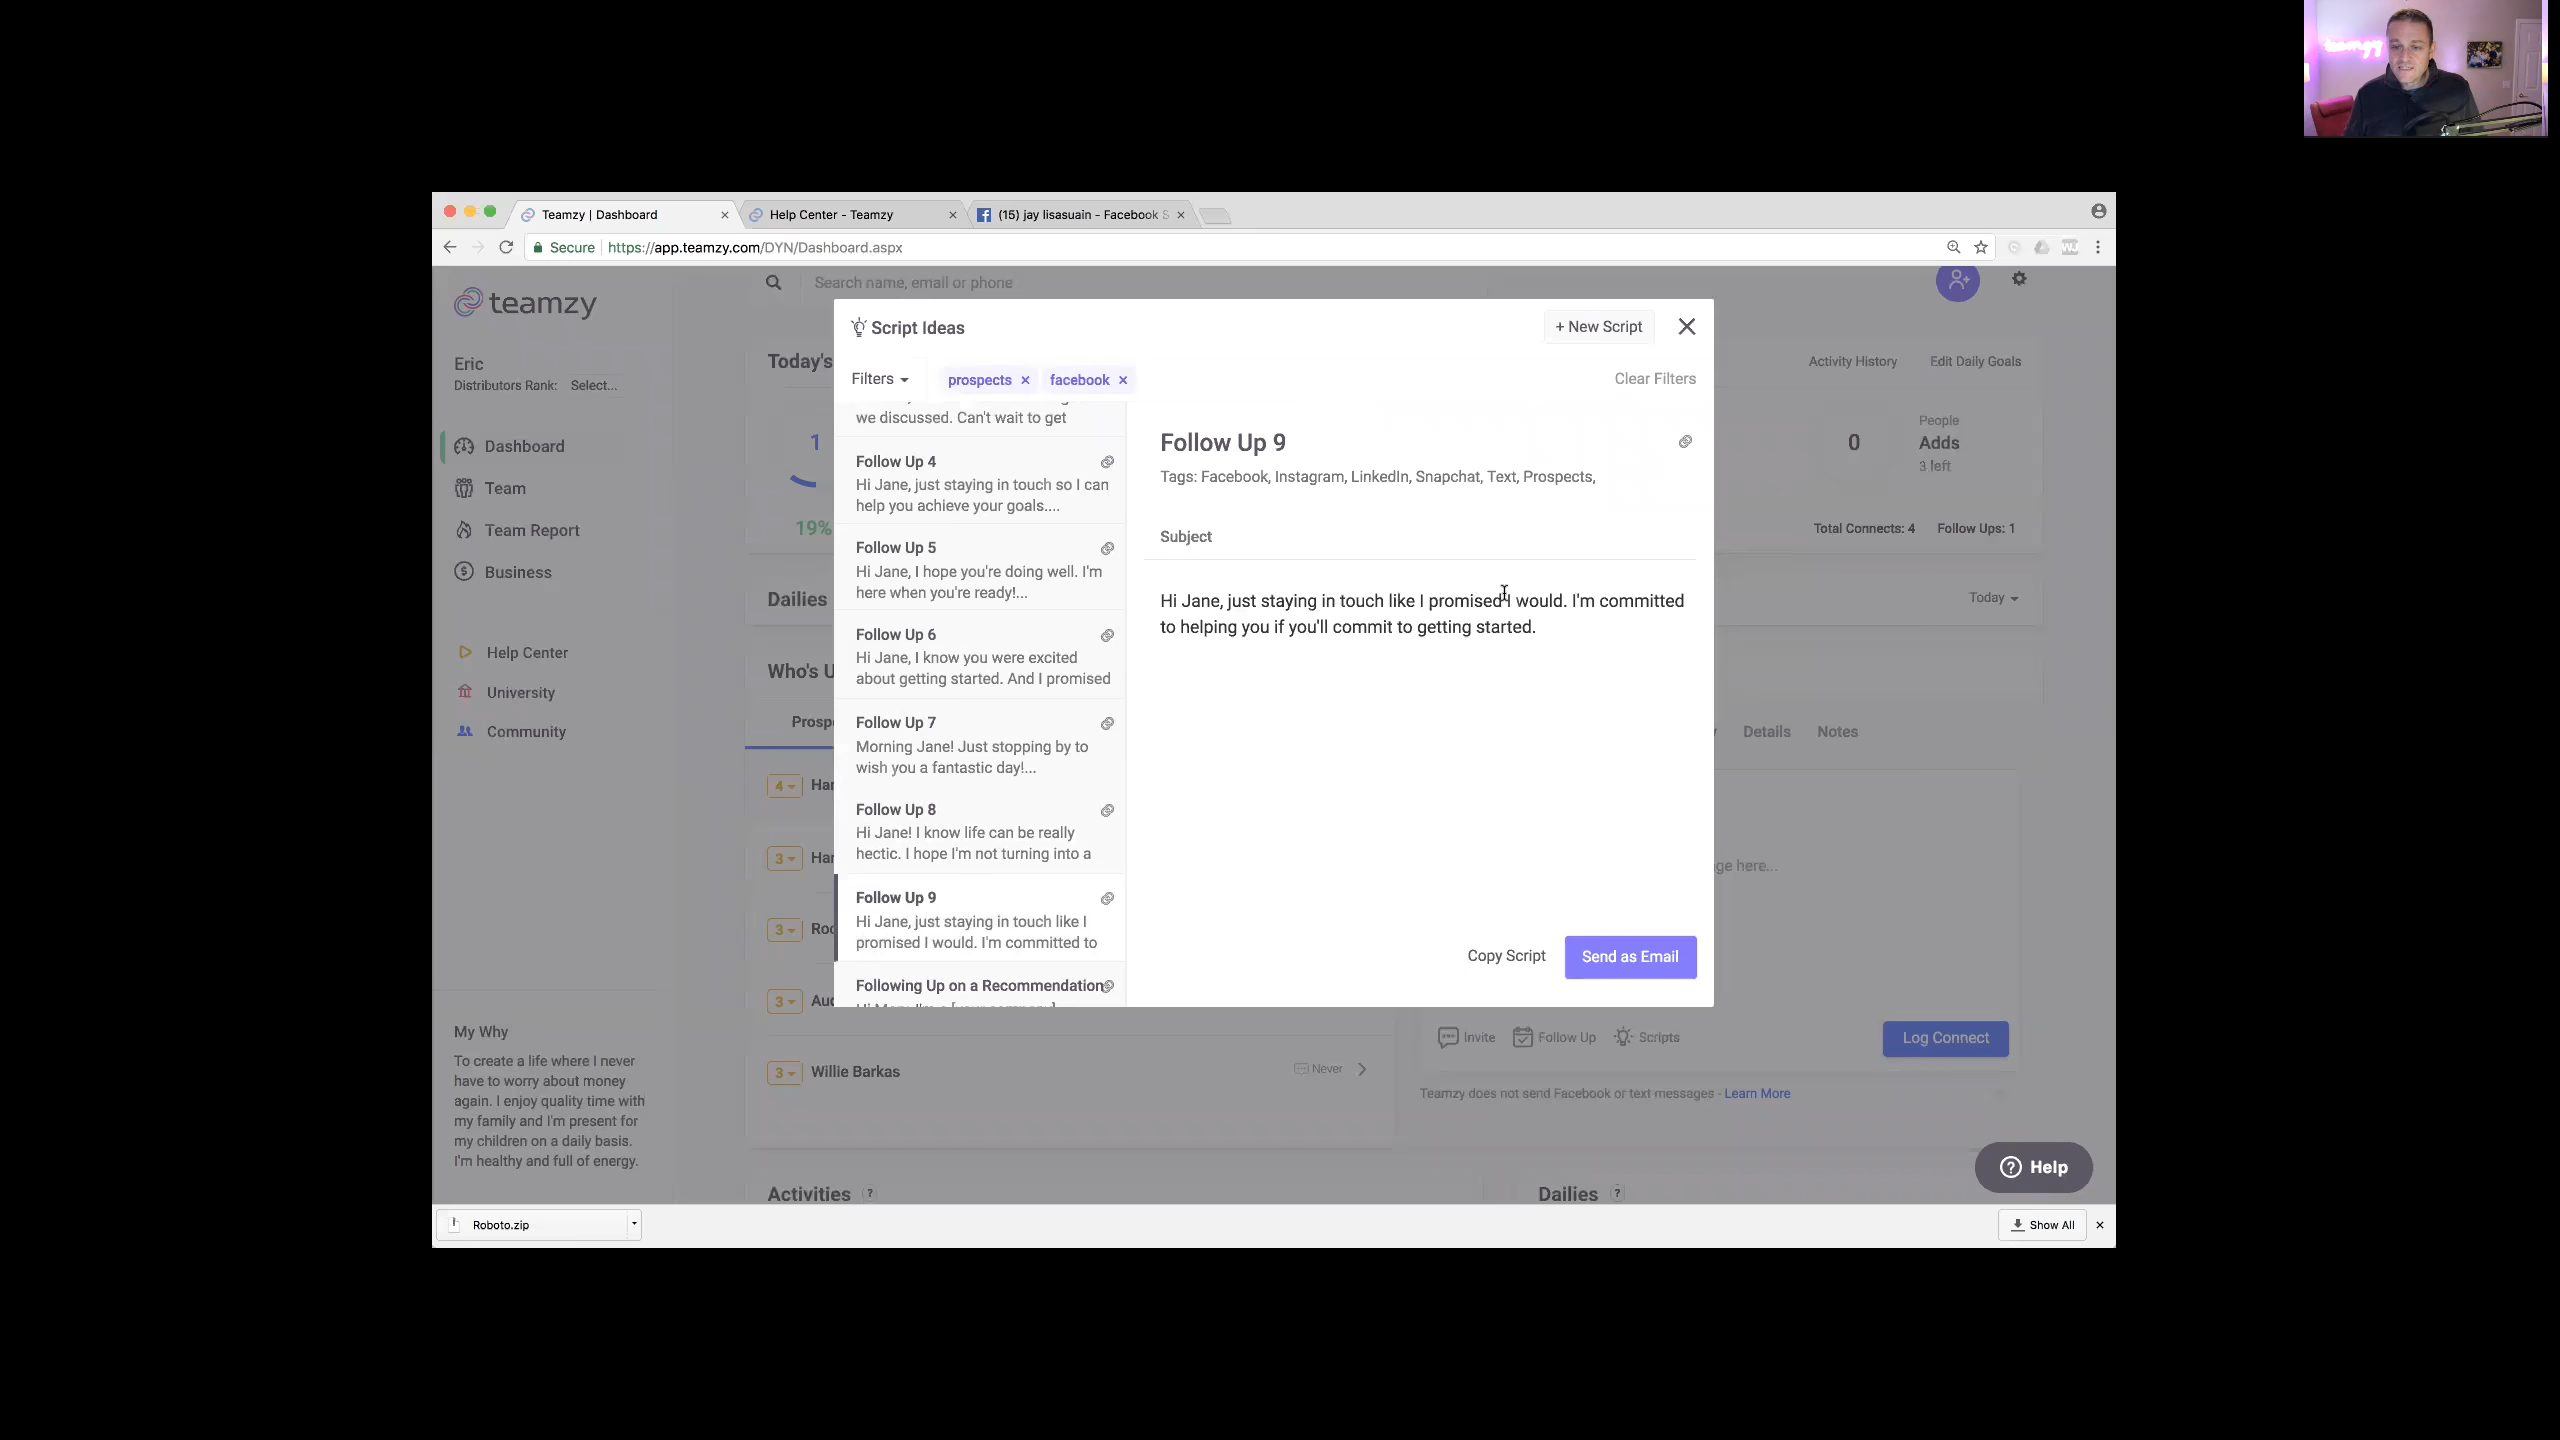 teamzy
Teamzy | Dashboard
Help Center - Teamzy
(15) jay lisasuain - Facebook S
Secure
https://app.teamzy.com/DYN/Dashboard.aspx
teamzy
Search name, email or phone
Eric
Distributors Rank: Select...
Dashboard
Team
Team Report
Business
Help Center
University
Community
My Why
To create a life where I never
have to worry about money
again. I enjoy quality time with
my family and I'm present for
my children on a daily basis.
I'm healthy and full of energy.
Today's
1
19%
Dailies
Who's U
Prosp
4
Har
3
Har
3
Roc
3
Aud
3
Willie Barkas
Never
Activities ?
Script Ideas
+ New Script
Filters
prospects
facebook
Clear Filters
we discussed. Can't wait to get
Follow Up 4
Hi Jane, just staying in touch so I can
help you achieve your goals....
Follow Up 5
Hi Jane, I hope you're doing well. I'm
here when you're ready!...
Follow Up 6
Hi Jane, I know you were excited
about getting started. And I promised
Follow Up 7
Morning Jane! Just stopping by to
wish you a fantastic day!...
Follow Up 8
Hi Jane! I know life can be really
hectic. I hope I'm not turning into a
Follow Up 9
Hi Jane, just staying in touch like I
promised I would. I'm committed to
Following Up on a Recommendation
Follow Up 9
Tags: Facebook, Instagram, LinkedIn, Snapchat, Text, Prospects,
Subject
Hi Jane, just staying in touch like I promised I would. I'm committed
to helping you if you'll commit to getting started.
Copy Script
Send as Email
Activity History
Edit Daily Goals
0
People
Adds
3 left
Total Connects: 4
Follow Ups: 1
Today
Details
Notes
ge here...
Invite
Follow Up
Scripts
Log Connect
Teamzy does not send Facebook or text messages - Learn More
Help
Dailies ?
Roboto.zip
Show All